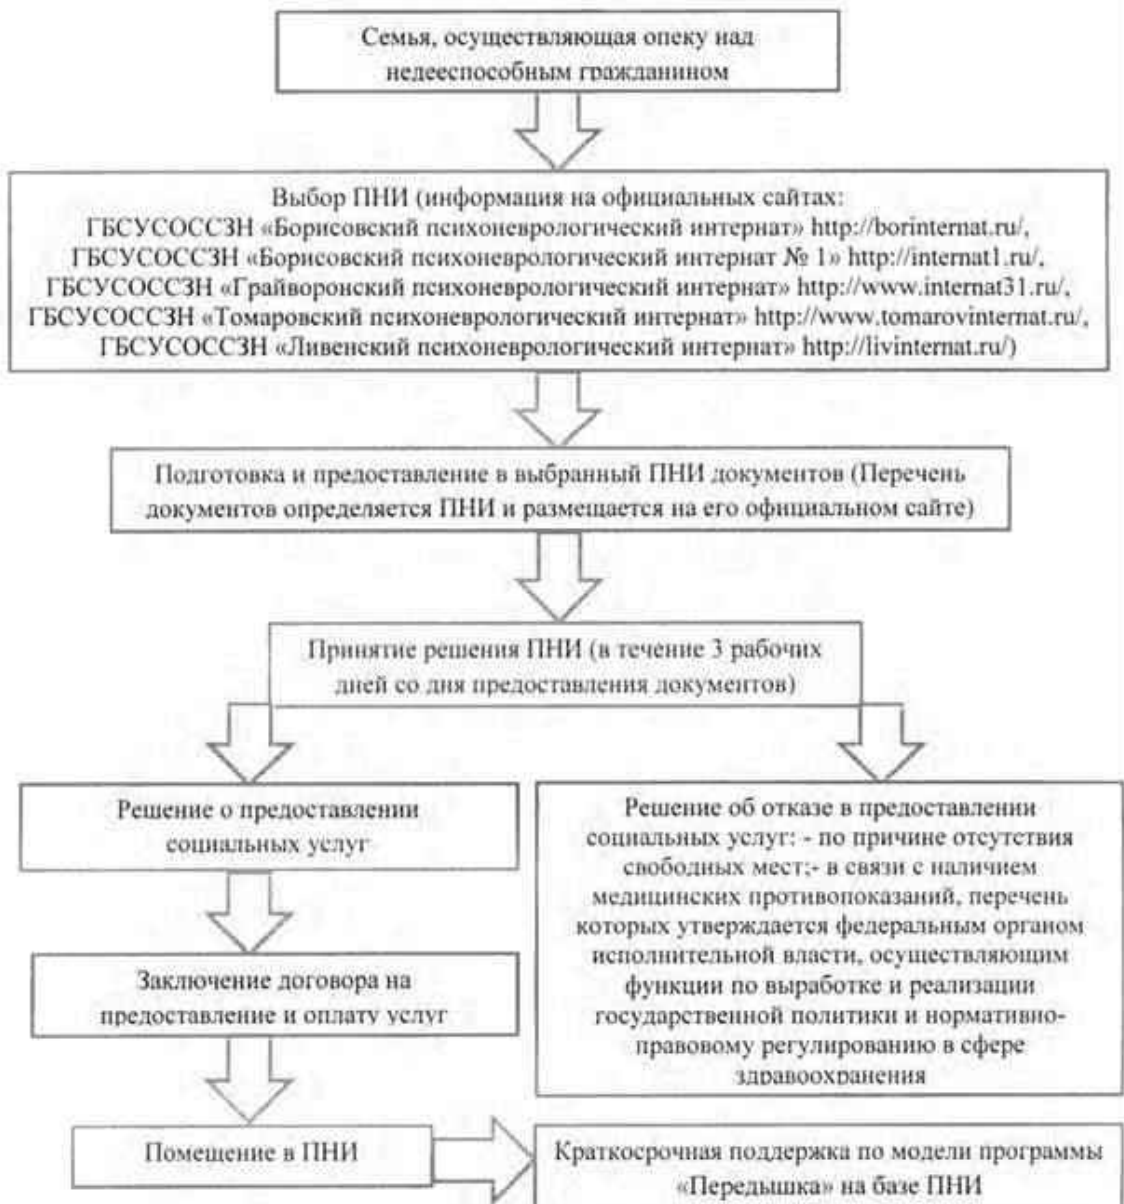 Семья, осуществляющая опеку над
недееспособным гражданином
Выбор ПНИ (информация на официальных сайтах:
ГБСУСОССЗН «Борисовский психоневрологический интернат» http://borinternat.ru/,
ГБСУСОССЗН «Борисовский психоневрологический интернат № 1» http://internat1.ru/,
ГБСУСОССЗН «Грайворонский психоневрологический интернат» http://www.internat31.ru/,
ГБСУСОССЗН «Томаровский психоневрологический интернат» http://www.tomarovinternat.ru/,
ГБСУСОССЗН «Ливенский психоневрологический интернат» http://livinternat.ru/)
Подготовка и предоставление в выбранный ПНИ документов (Перечень
документов определяется ПНИ и размещается на его официальном сайте)
Принятие решения ПНИ (в течение 3 рабочих
дней со дня предоставления документов)
Решение о предоставлении
социальных услуг
Заключение договора на
предоставление и оплату услуг
Помещение в ПНИ
Решение об отказе в предоставлении
социальных услуг: - по причине отсутствия
свободных мест;- в связи с наличием
медицинских противопоказаний, перечень
которых утверждается федеральным органом
исполнительной власти, осуществляющим
функции по выработке и реализации
государственной политики и нормативно-
правовому регулированию в сфере
здравоохранения
Краткосрочная поддержка по модели программы
«Передышка» на базе ПНИ